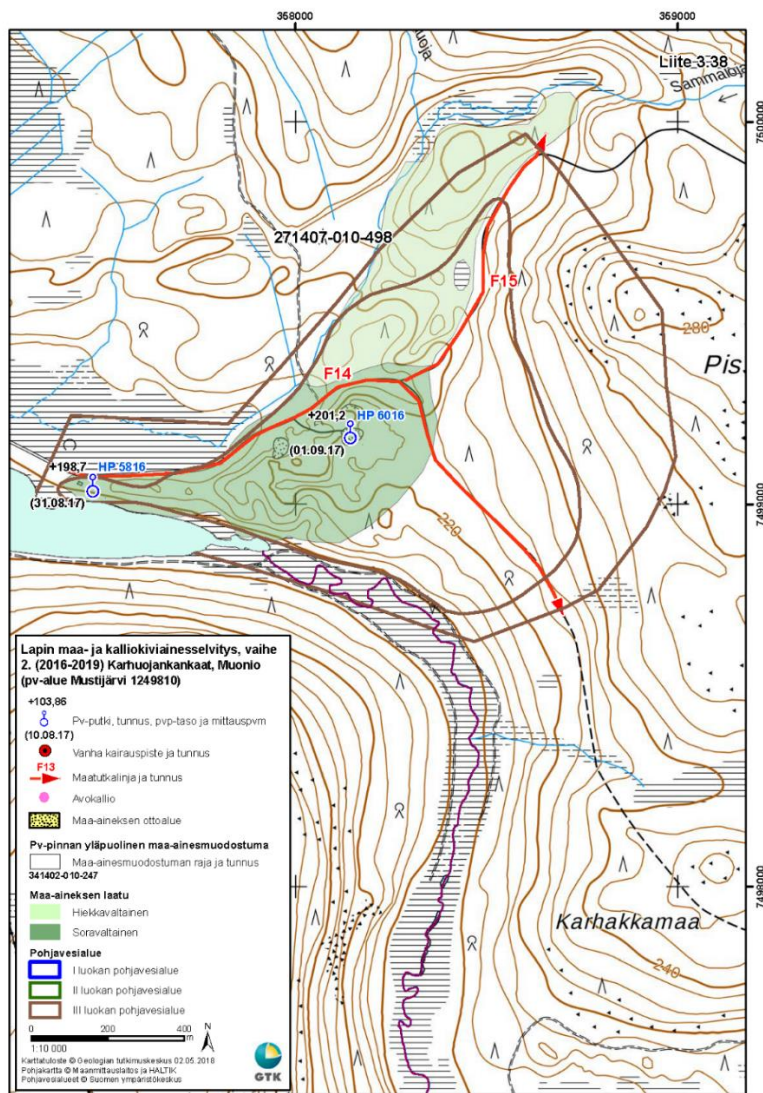 358000
359000
Liite 3.38
Sammaloja
uoja
7500000
271407-010-498
F15
280
Pis
F14
+201,2
HP 6016
(01.09.17)
+198,7
HP 5816
(31.08.17)
7499000
220
Lapin maa- ja kalliokiviainesselvitys, vaihe
2. (2016-2019) Karhuojankankaat, Muonio
(pv-alue Mustijärvi 1249810)
+103,86
Pv-putki, tunnus, pvp-taso ja mittauspvm
(10.08.17)
Vanha kairauspiste ja tunnus
F13
Maatutkalinja ja tunnus
Avokallio
Maa-aineksen ottoalue
Pv-pinnan yläpuolinen maa-ainesmuodostuma
Maa-ainesmuodostuman raja ja tunnus
341402-010-247
Maa-aineksen laatu
Hiekkavaltainen
Soravaltainen
Pohjavesialue
I luokan pohjavesialue
II luokan pohjavesialue
III luokan pohjavesialue
0 200 400
m
N
1:10 000
Karttatuloste © Geologian tutkimuskeskus 02.05.2018
Pohjakartta © Maanmittauslaitos ja HALTIK
Pohjavesialueet © Suomen ympäristökeskus
GTK
7498000
Karhakkamaa
240